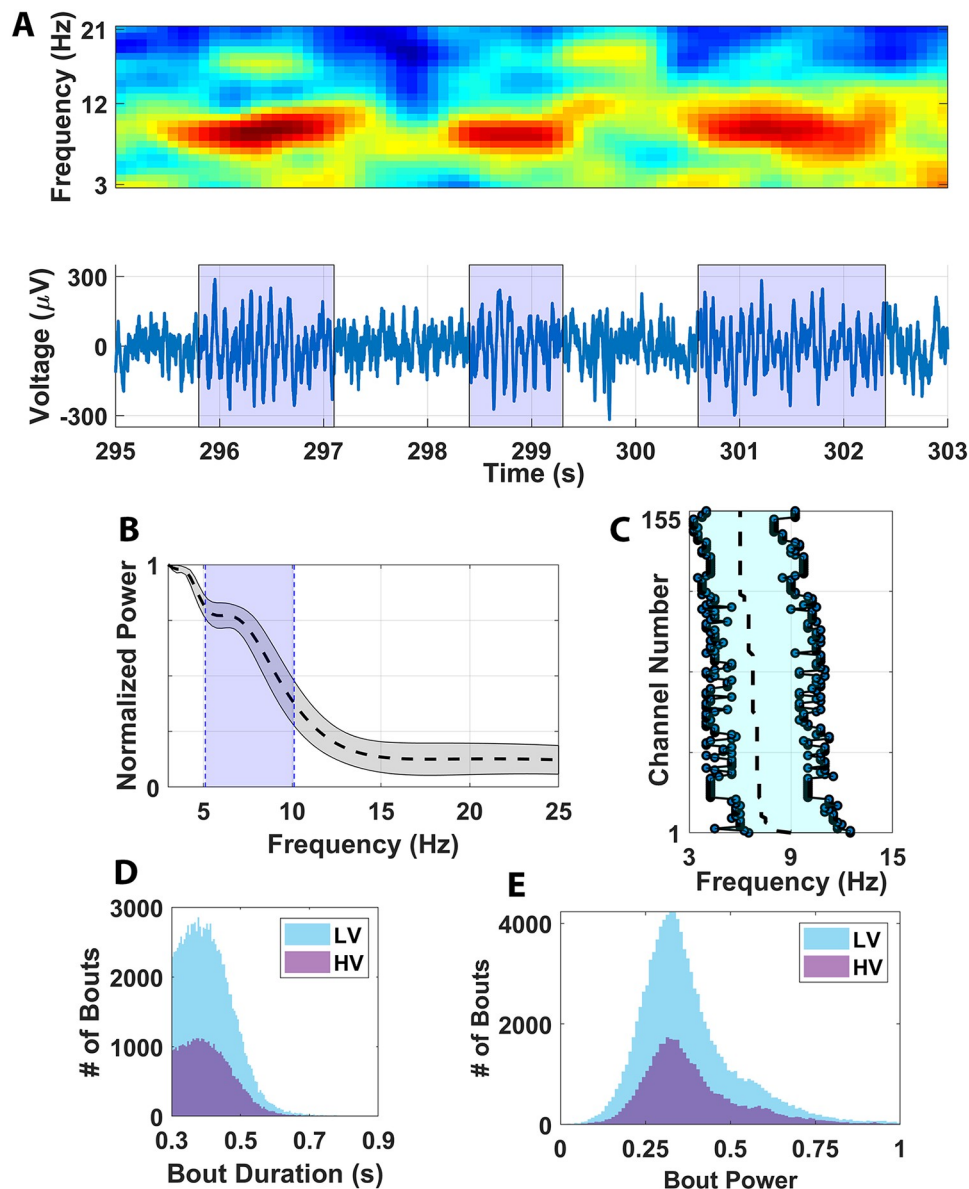 A
Frequency (Hz)
21
12
3
Voltage (μV)
300
0
-300
295 296 297 298 299 300 301 302 303
Time (s)
B
Normalized Power
1
0
5 10 15 20 25
Frequency (Hz)
C
Channel Number
155
1
3 9 15
Frequency (Hz)
D
# of Bouts
3000
2000
1000
0
LV
HV
0.3 0.5 0.7 0.9
Bout Duration (s)
E
# of Bouts
4000
2000
0
LV
HV
0 0.25 0.5 0.75 1
Bout Power